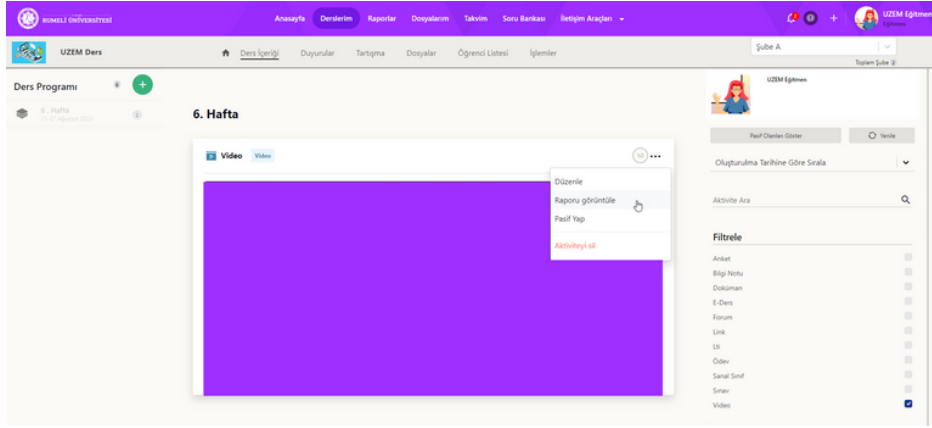 RUMELİ ÜNİVERSİTESİ
Anasayfa Derslerim Raporlar Dosyalarım Takvim Soru Bankası İletişim Araçları
UZEM Eğitmen
Eğitmen
UZEM Ders
Ders İçeriği Duyurular Tartışma Dosyalar Öğrenci Listesi İşlemler
Şube A
Toplam Şube
Ders Programı
6 . Hafta
6. Hafta
Video Video
Düzenle
Raporu görüntüle
Pasif Yap
Aktiviteyi sil
UZEM Eğitmen
Pasif Olanları Göster Yenile
Oluşturulma Tarihine Göre Sırala
Aktivite Ara
Filtrele
Anket
Bilgi Notu
Doküman
E-Ders
Forum
Link
Lti
Ödev
Sanal Sınıf
Sınav
Video